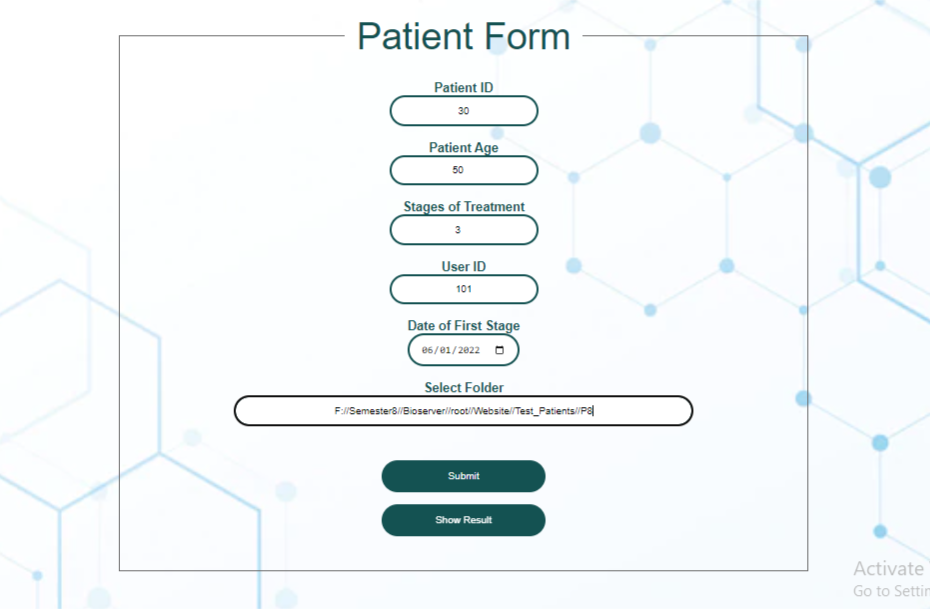 Patient Form
Patient ID
30
Patient Age
50
Stages of Treatment
3
User ID
101
Date of First Stage
06/01/2022
Select Folder
F://Semester8//Bioserver//root//Website//Test_Patients//P8
Submit
Show Result
Activate
Go to Settin